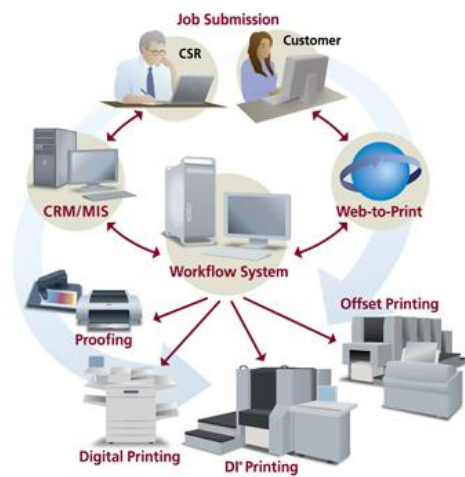 Job Submission
CSR
Customer
CRM/MIS
Web-to-Print
Workflow System
Offset Printing
Proofing
Digital Printing
DI® Printing